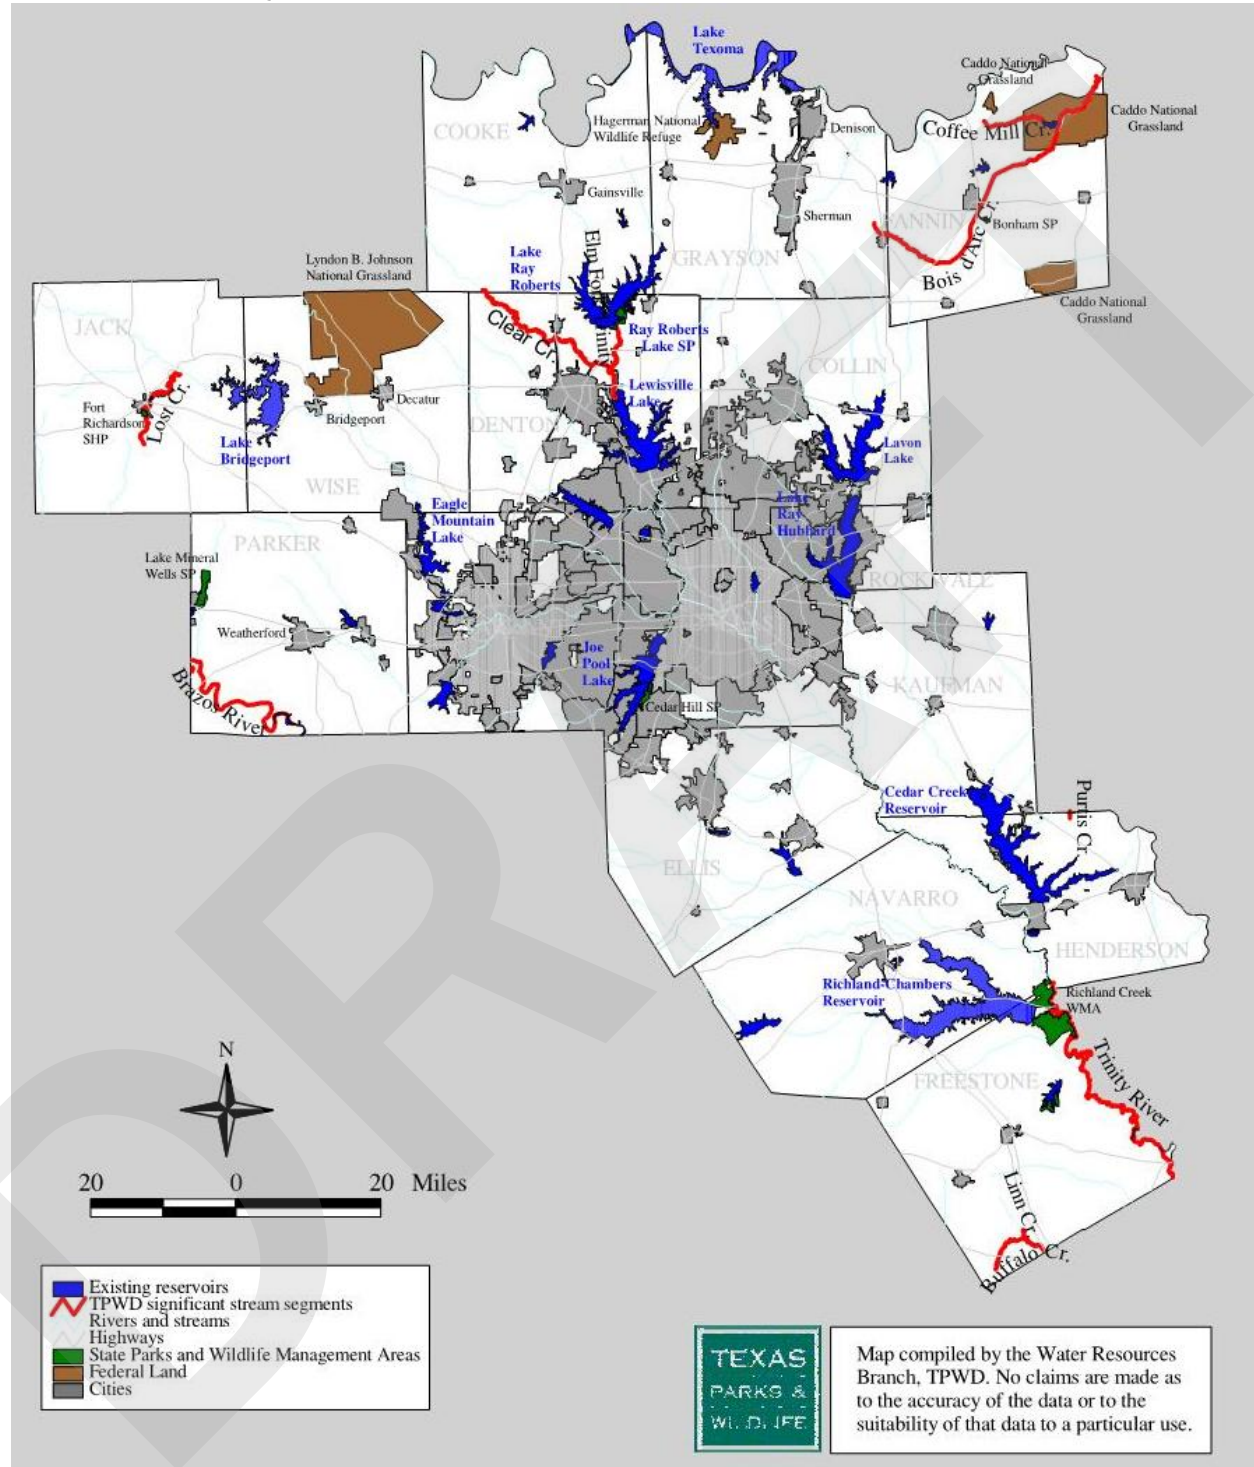 Lake
Texoma
Caddo National
Grassland
COOKE
Hagerman National
Wildlife Refuge
Denison
Coffee Mill Cr.
Caddo National
Grassland
Gainsville
Sherman
FANNIN
Bonham SP
Bois d'Arc Cr.
Elm Fork Trinity
GRAYSON
Lake
Ray
Roberts
Lyndon B. Johnson
National Grassland
Caddo National
Grassland
JACK
Clear Cr.
Ray Roberts
Lake SP
COLLIN
Lewisville
Lake
Fort
Richardson
SHP
Lost Cr.
Decatur
Bridgeport
DENTON
Lake
Bridgeport
Lavon
Lake
WISE
Eagle
Mountain
Lake
Lake
Ray
Hubbard
PARKER
Lake Mineral
Wells SP
ROCKWALL
Weatherford
Joe
Pool
Lake
KAUFMAN
Brazos River
Cedar Hill SP
Cedar Creek
Reservoir
Purtis Cr.
ELLIS
NAVARRO
HENDERSON
Richland-Chambers
Reservoir
Richland Creek
WMA
Trinity River
FREESTONE
Linn Cr.
Buffalo Cr.
N
20 0 20 Miles
Existing reservoirs
TPWD significant stream segments
Rivers and streams
Highways
State Parks and Wildlife Management Areas
Federal Land
Cities
TEXAS
PARKS &
WILDLIFE
Map compiled by the Water Resources
Branch, TPWD. No claims are made as
to the accuracy of the data or to the
suitability of that data to a particular use.
DRAFT